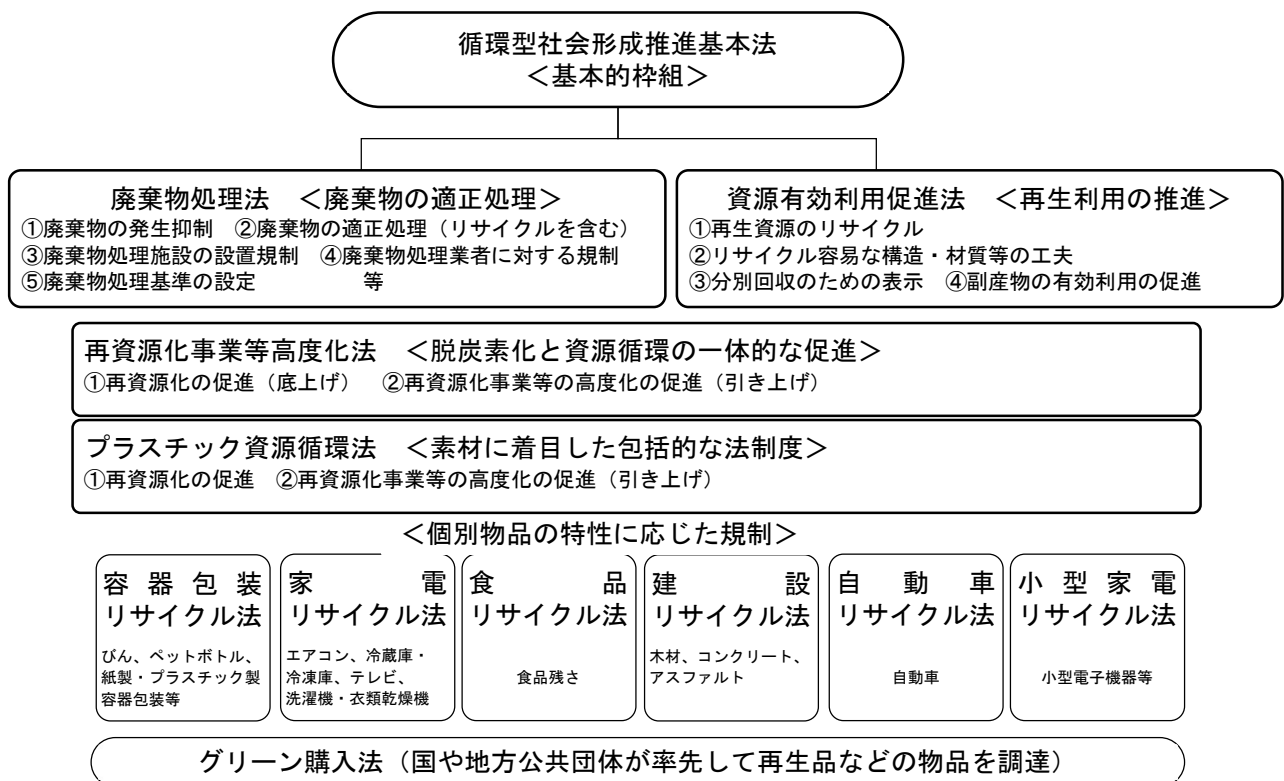 循環型社会形成推進基本法
＜基本的枠組＞
廃棄物処理法　＜廃棄物の適正処理＞
①廃棄物の発生抑制　②廃棄物の適正処理（リサイクルを含む）
③廃棄物処理施設の設置規制　④廃棄物処理業者に対する規制
⑤廃棄物処理基準の設定　　　　　等
資源有効利用促進法　＜再生利用の推進＞
①再生資源のリサイクル
②リサイクル容易な構造・材質等の工夫
③分別回収のための表示　④副産物の有効利用の促進
再資源化事業等高度化法　＜脱炭素化と資源循環の一体的な促進＞
①再資源化の促進（底上げ）　②再資源化事業等の高度化の促進（引き上げ）
プラスチック資源循環法　＜素材に着目した包括的な法制度＞
①再資源化の促進　②再資源化事業等の高度化の促進（引き上げ）
＜個別物品の特性に応じた規制＞
容器包装
リサイクル法
びん、ペットボトル、
紙製・プラスチック製
容器包装等
家電
リサイクル法
エアコン、冷蔵庫・
冷凍庫、テレビ、
洗濯機・衣類乾燥機
食品
リサイクル法
食品残さ
建設
リサイクル法
木材、コンクリート、
アスファルト
自動車
リサイクル法
自動車
小型家電
リサイクル法
小型電子機器等
グリーン購入法（国や地方公共団体が率先して再生品などの物品を調達）